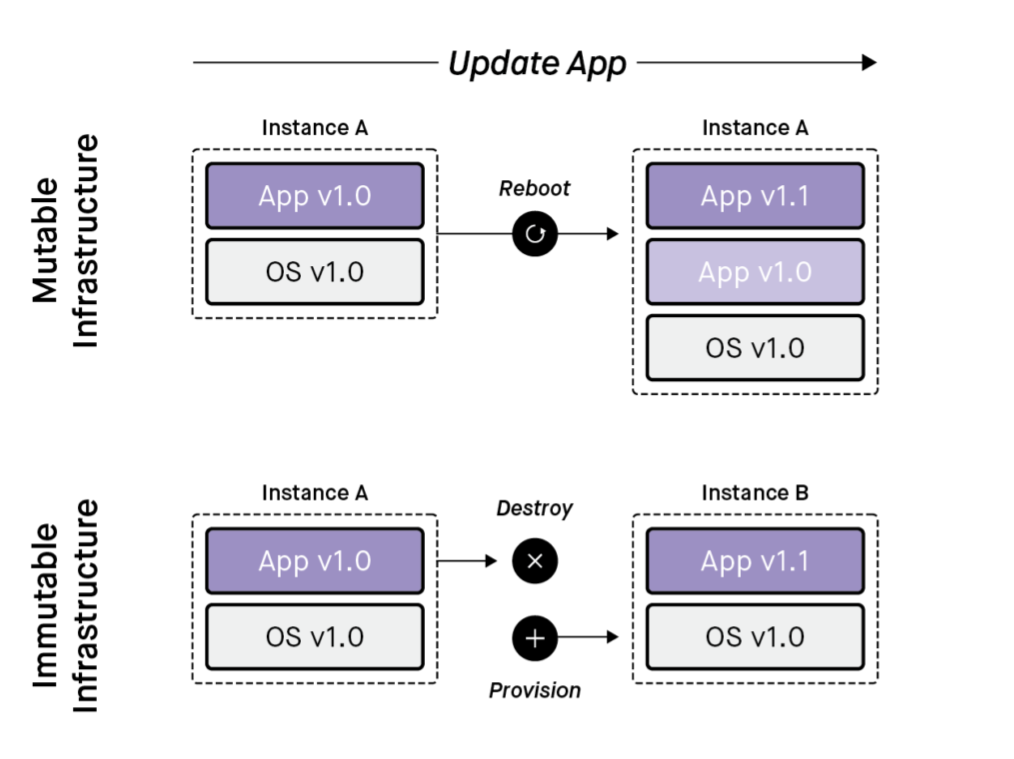 Update App
Mutable
Infrastructure
Instance A
App v1.0
OS v1.0
Reboot
Instance A
App v1.1
App v1.0
OS v1.0
Immutable
Infrastructure
Instance A
App v1.0
OS v1.0
Destroy
Provision
Instance B
App v1.1
OS v1.0